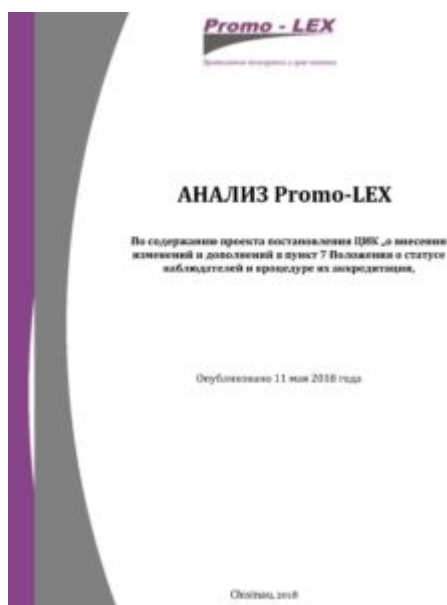 Promo - LEX
АНАЛИЗ Promo-LEX
По содержанию проекта постановления ЦИК „о внесении
изменений и дополнений в пункт 7 Положения о статусе
наблюдателей и процедуре их аккредитации„
Опубликовано 11 мая 2018 года
Chisinau, 2018